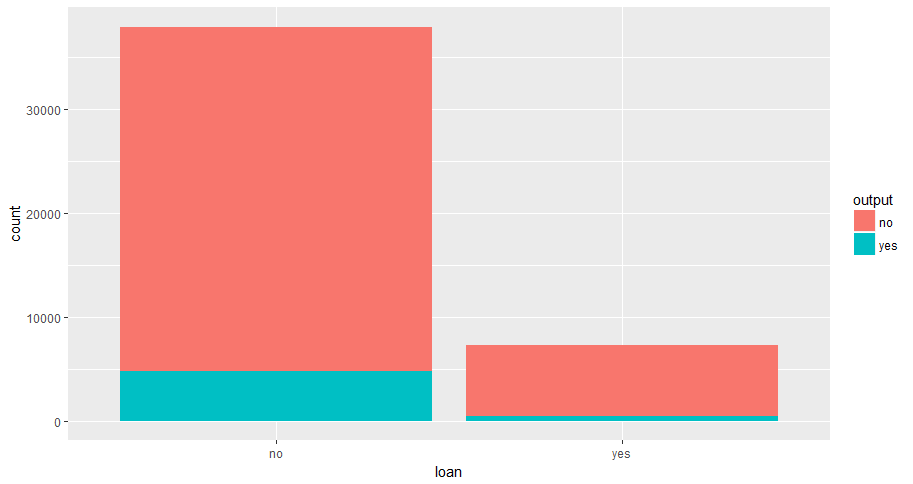 count
30000
20000
10000
0
no
yes
loan
output
no
yes